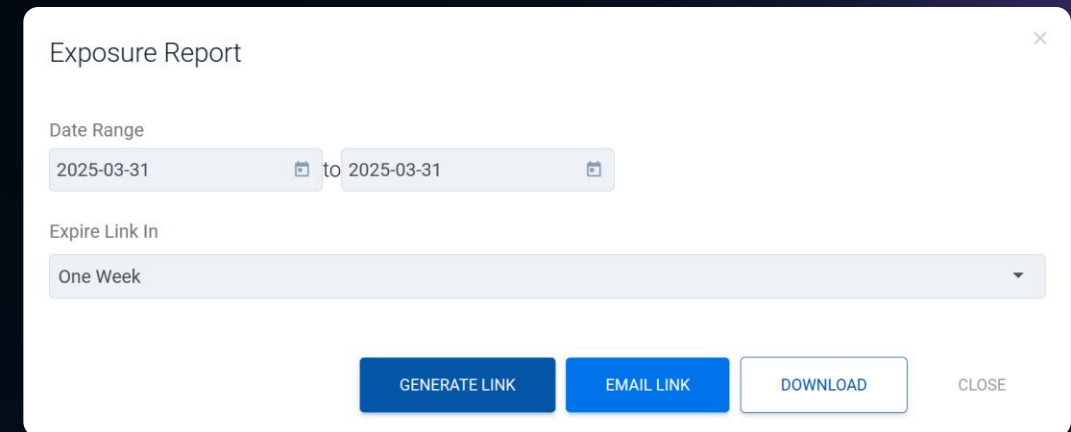 Exposure Report
×
Date Range
2025-03-31 to 2025-03-31
Expire Link In
One Week
GENERATE LINK EMAIL LINK DOWNLOAD CLOSE